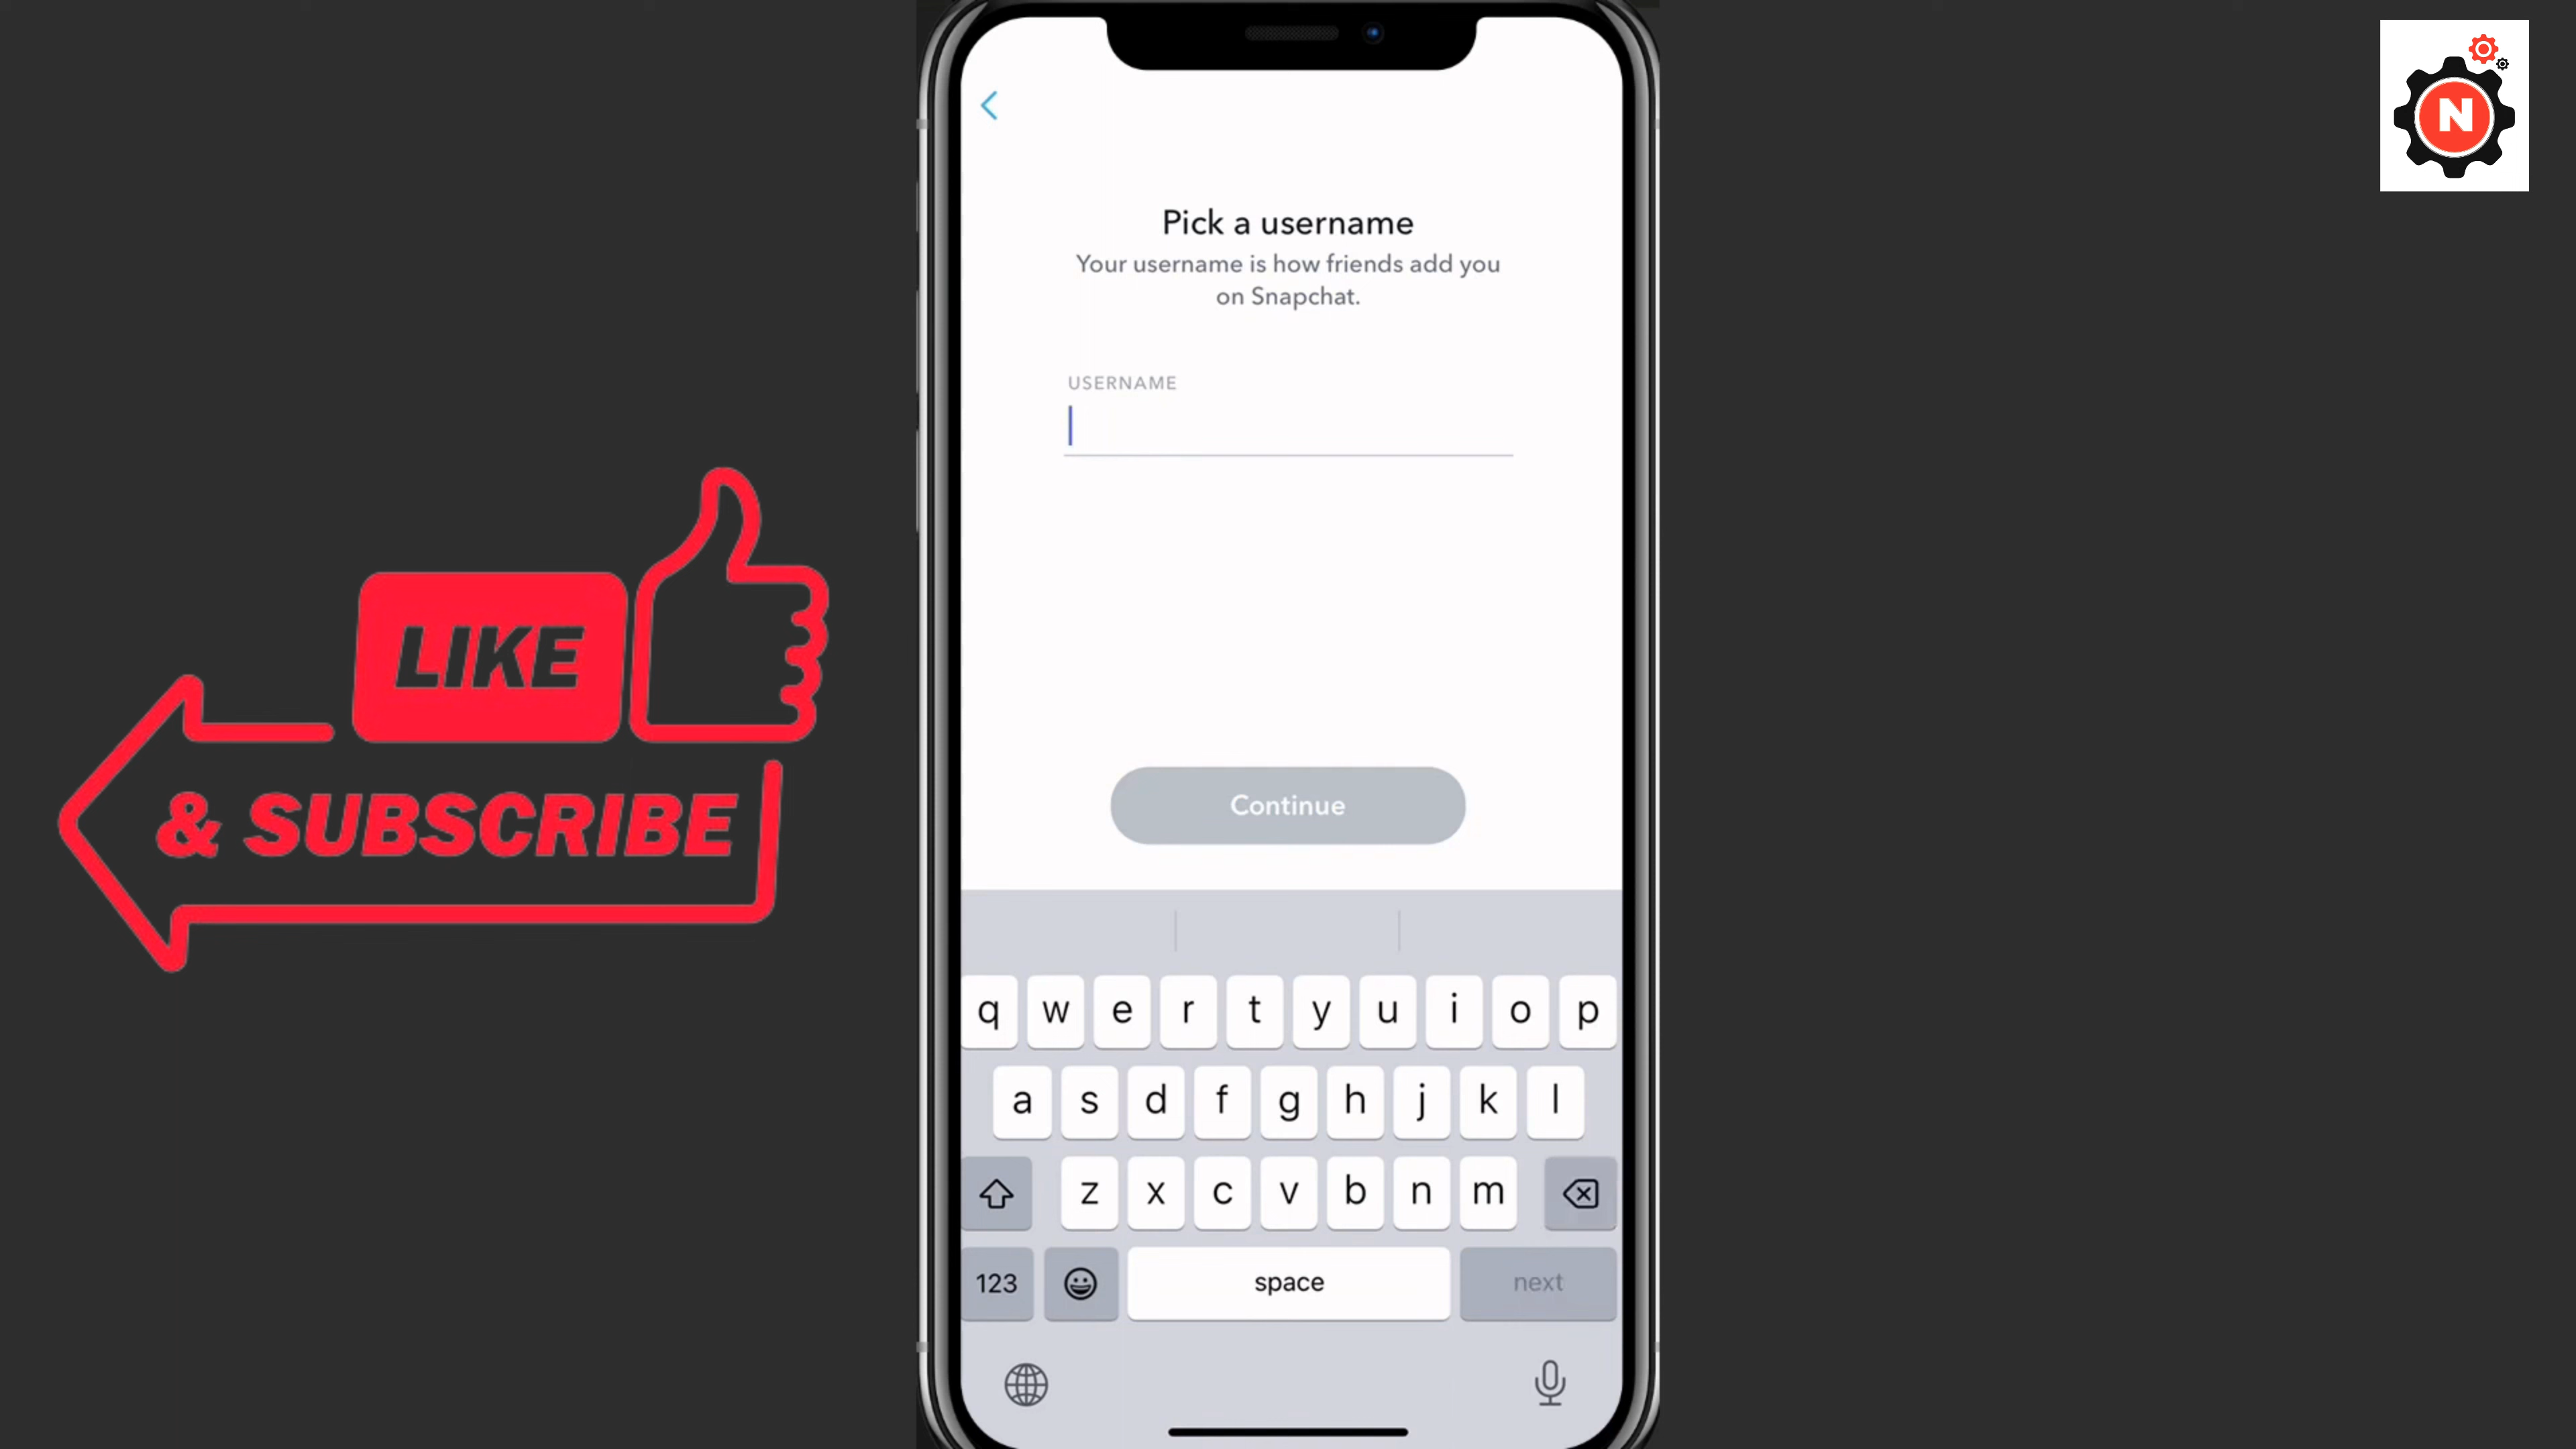 N
Pick a username
Your username is how friends add you
on Snapchat.
USERNAME
LIKE
& SUBSCRIBE
Continue
q w e r t y u i o p
a s d f g h j k l
z x c v b n m
123 space next